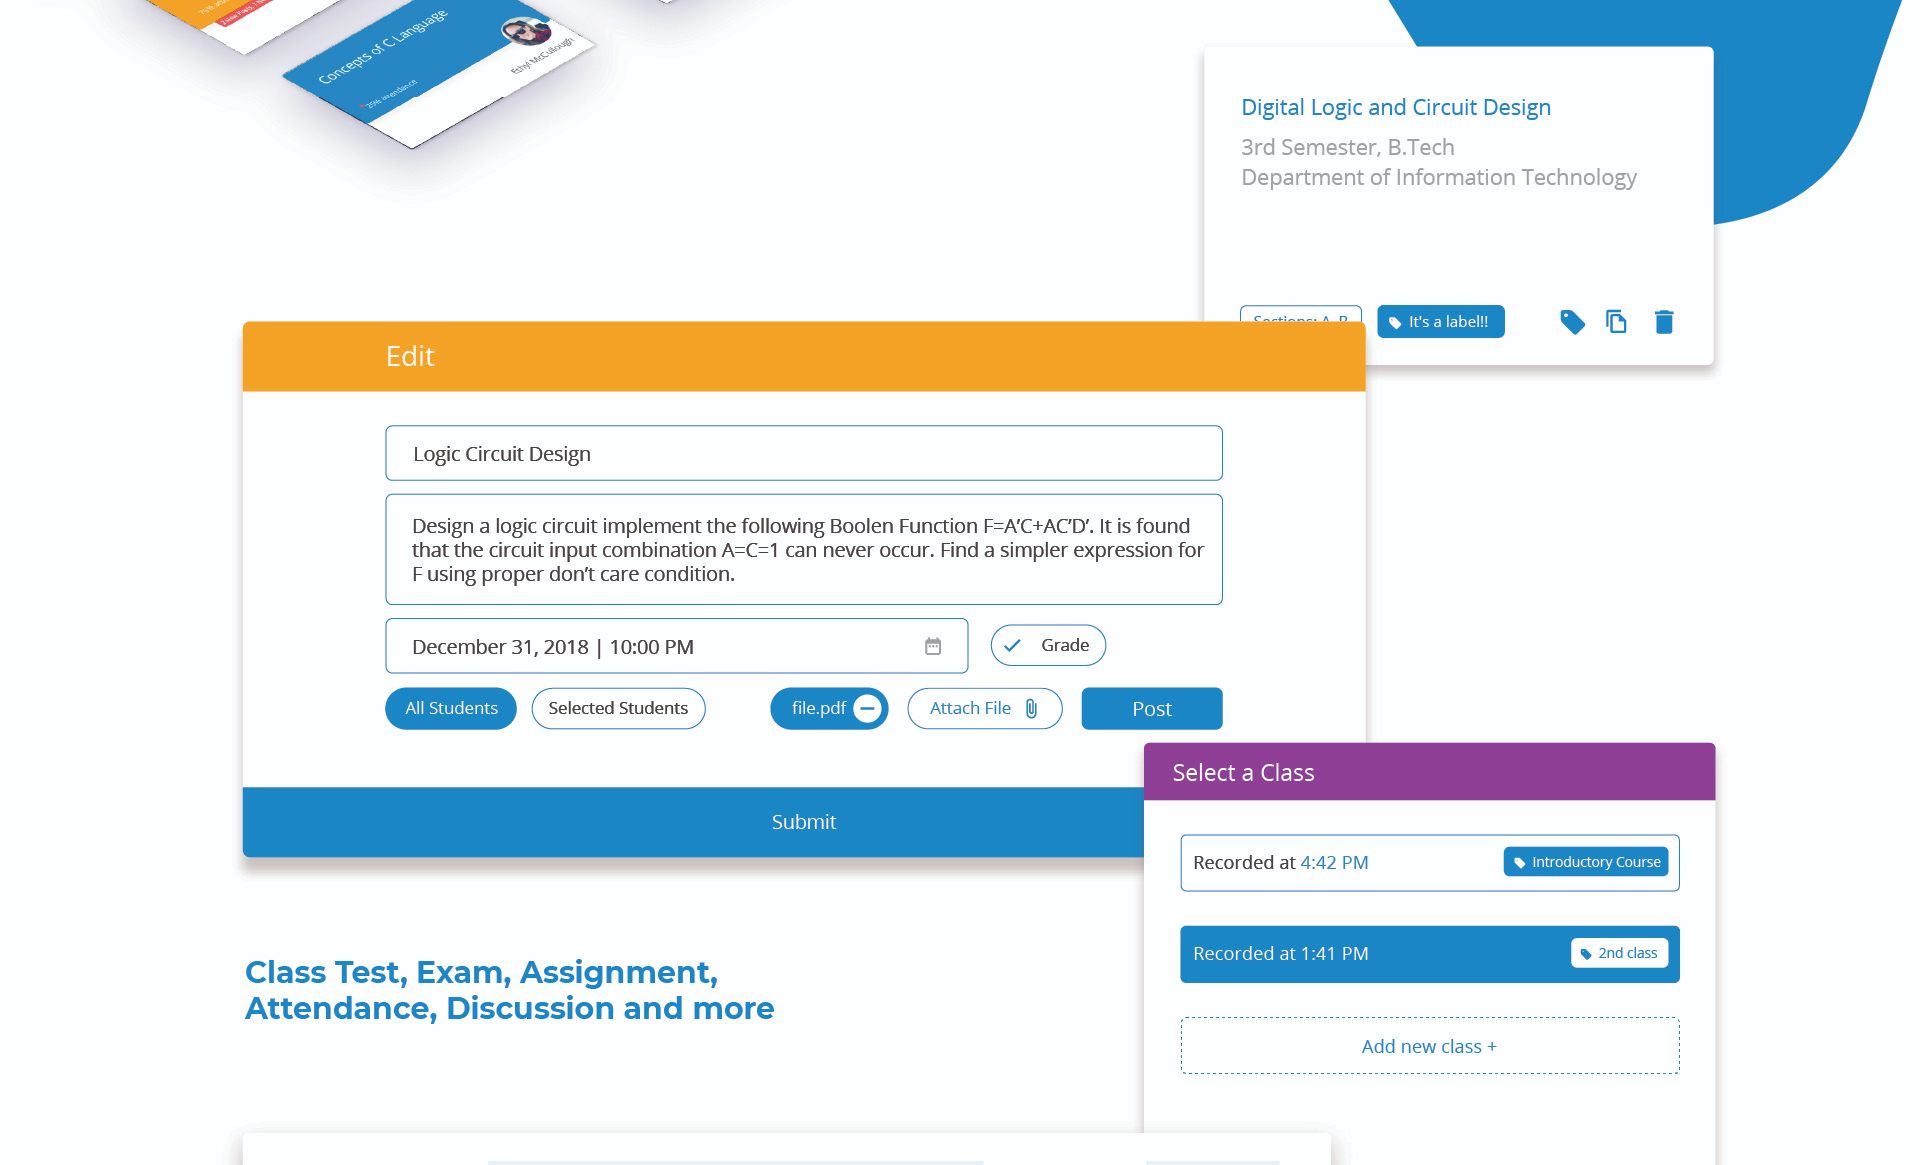 Concepts of C Language
25% attendance
Ethyl McCullough
Digital Logic and Circuit Design
3rd Semester, B.Tech
Department of Information Technology
Sections: A, B
It's a label!!
Edit
Logic Circuit Design
Design a logic circuit implement the following Boolen Function F=A’C+AC’D’. It is found
that the circuit input combination A=C=1 can never occur. Find a simpler expression for
F using proper don’t care condition.
December 31, 2018 | 10:00 PM
Grade
All Students
Selected Students
file.pdf
Attach File
Post
Submit
Select a Class
Recorded at 4:42 PM
Introductory Course
Recorded at 1:41 PM
2nd class
Add new class +
Class Test, Exam, Assignment,
Attendance, Discussion and more